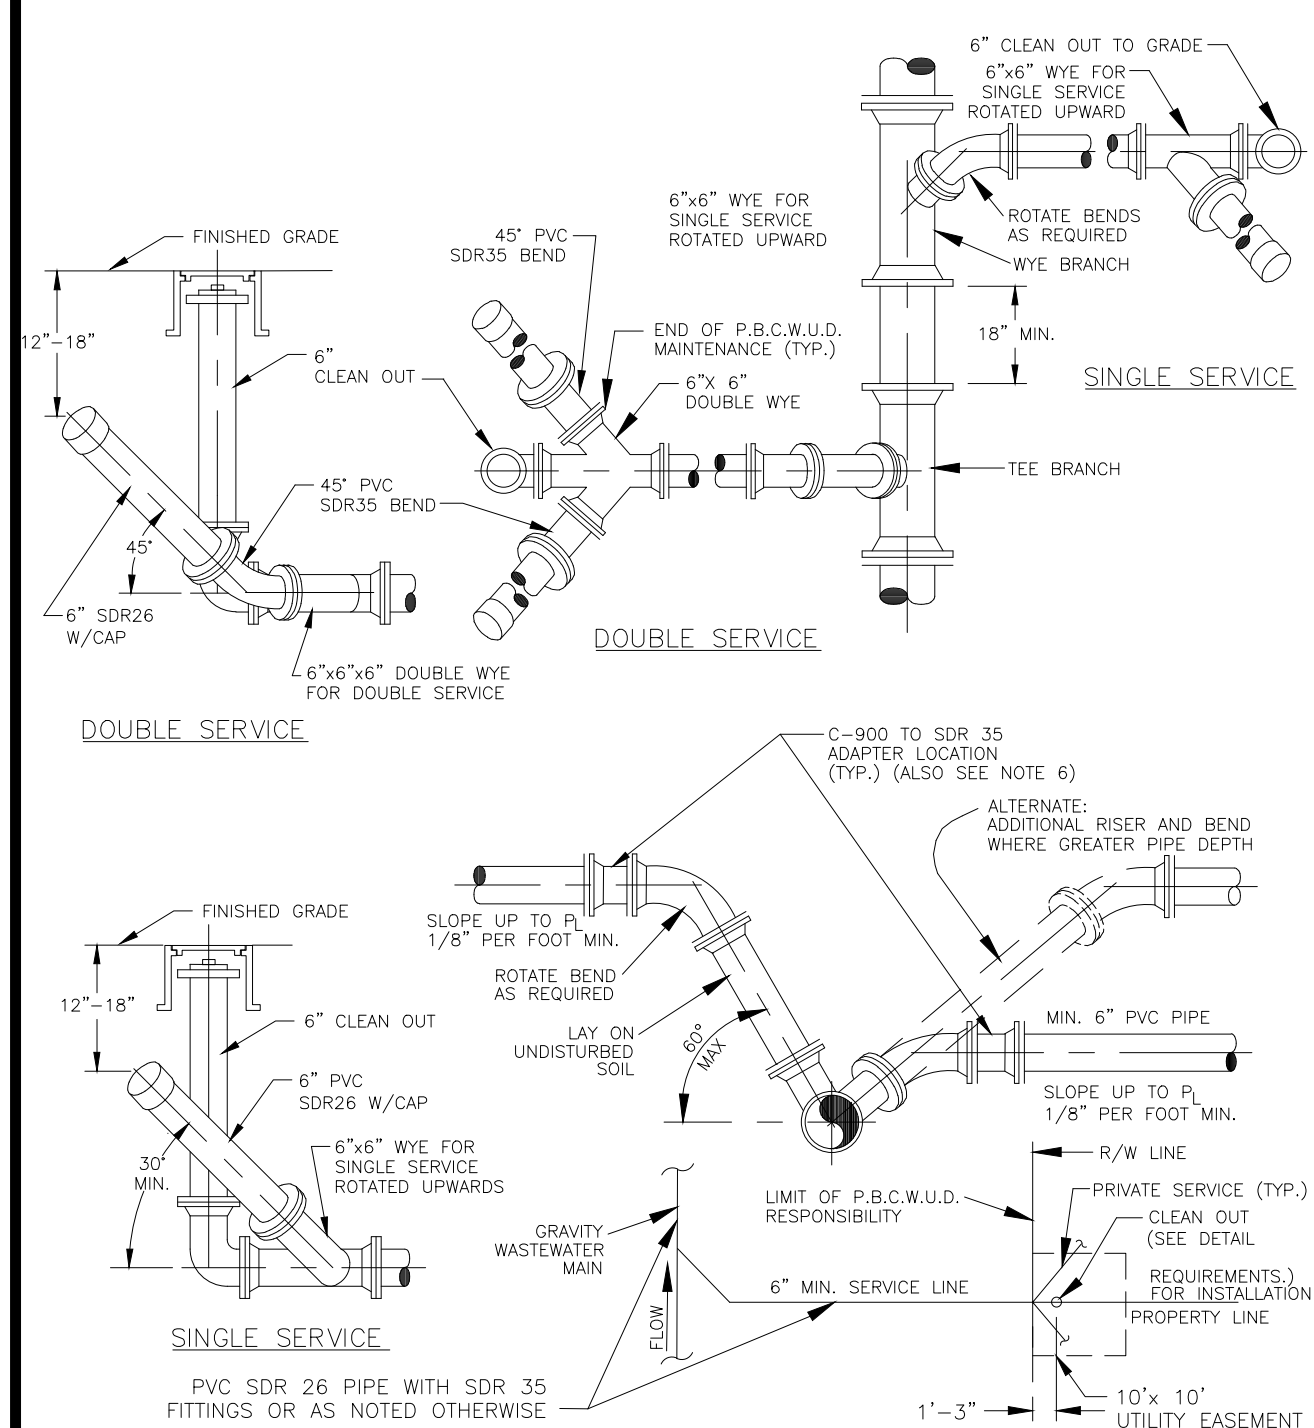 6" CLEAN OUT TO GRADE
6"x6" WYE FOR
SINGLE SERVICE
ROTATED UPWARD
6"x6" WYE FOR
SINGLE SERVICE
ROTATED UPWARD
ROTATE BENDS
AS REQUIRED
WYE BRANCH
18" MIN.
SINGLE SERVICE
TEE BRANCH
FINISHED GRADE
12"-18"
6"
CLEAN OUT
45° PVC
SDR35 BEND
END OF P.B.C.W.U.D.
MAINTENANCE (TYP.)
6"X 6"
DOUBLE WYE
45° PVC
SDR35 BEND
45°
6" SDR26
W/CAP
6"x6"x6" DOUBLE WYE
FOR DOUBLE SERVICE
DOUBLE SERVICE
DOUBLE SERVICE
C-900 TO SDR 35
ADAPTER LOCATION
(TYP.) (ALSO SEE NOTE 6)
ALTERNATE:
ADDITIONAL RISER AND BEND
WHERE GREATER PIPE DEPTH
SLOPE UP TO PL
1/8" PER FOOT MIN.
ROTATE BEND
AS REQUIRED
LAY ON
UNDISTURBED
SOIL
60°
MAX
MIN. 6" PVC PIPE
SLOPE UP TO PL
1/8" PER FOOT MIN.
FINISHED GRADE
12"-18"
6" CLEAN OUT
6" PVC
SDR26 W/CAP
30°
MIN.
6"x6" WYE FOR
SINGLE SERVICE
ROTATED UPWARDS
SINGLE SERVICE
R/W LINE
PRIVATE SERVICE (TYP.)
LIMIT OF P.B.C.W.U.D.
RESPONSIBILITY
CLEAN OUT
(SEE DETAIL
REQUIREMENTS.)
FOR INSTALLATION
PROPERTY LINE
GRAVITY
WASTEWATER
MAIN
FLOW
6" MIN. SERVICE LINE
PVC SDR 26 PIPE WITH SDR 35
FITTINGS OR AS NOTED OTHERWISE
1'-3"
10'x 10'
UTILITY EASEMENT